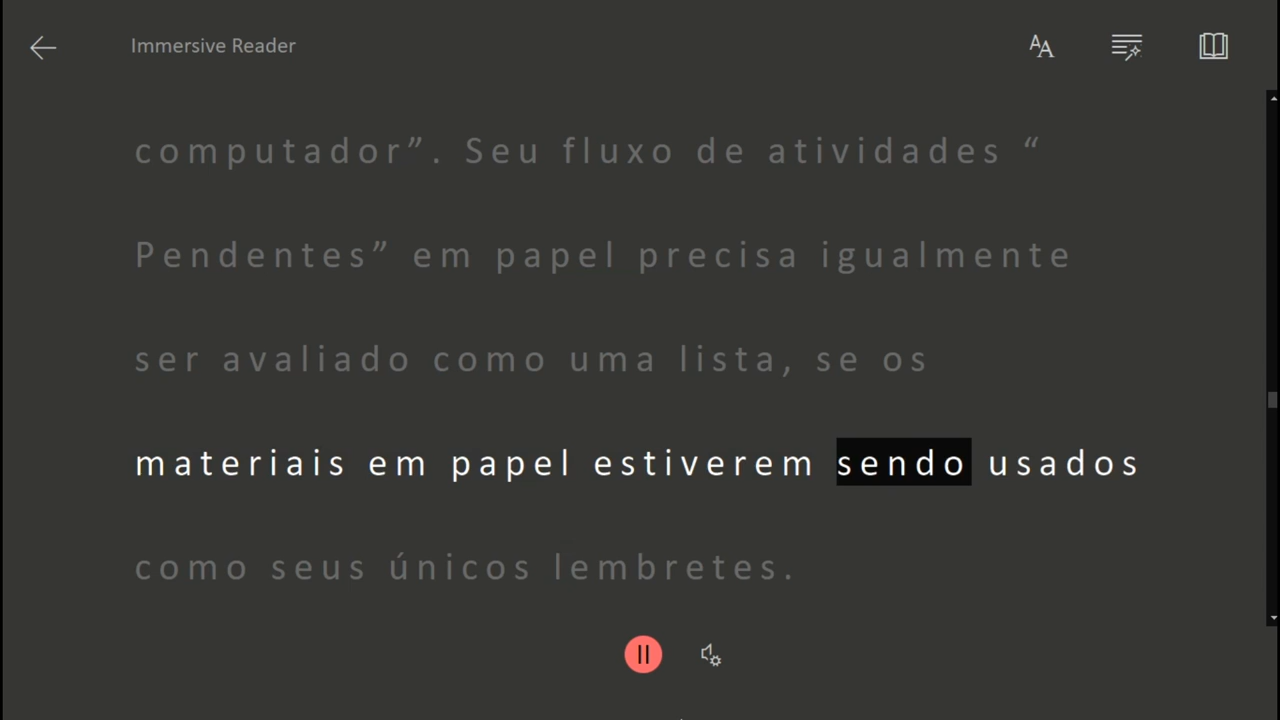 Immersive Reader
computador”. Seu fluxo de atividades “
Pendentes” em papel precisa igualmente
ser avaliado como uma lista, se os
materiais em papel estiverem sendo usados
como seus únicos lembretes.